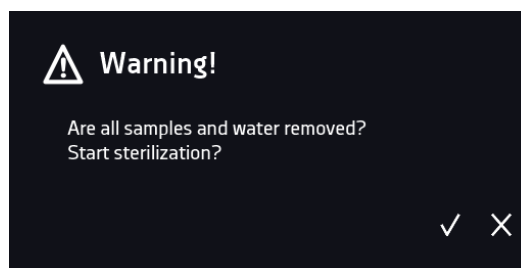 Warning!
Are all samples and water removed?
Start sterilization?